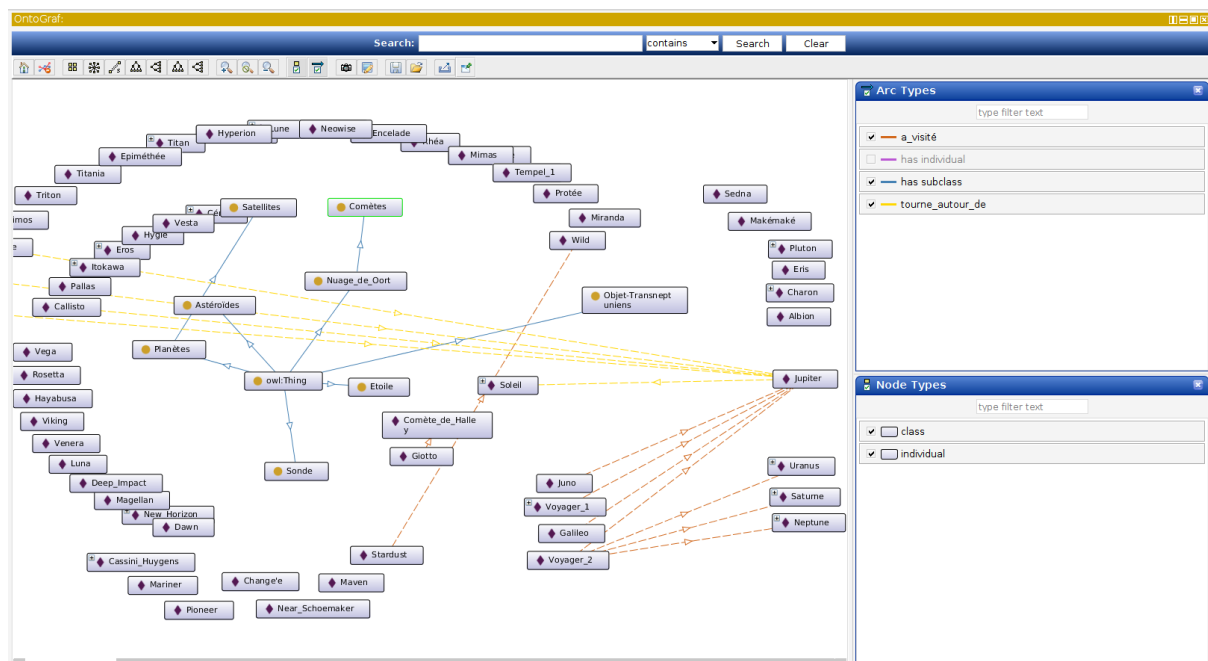 OntoGraf:
Search:
contains
Search
Clear
Arc Types
type filter text
a_visité
has individual
has subclass
tourne_autour_de
Node Types
type filter text
class
individual
Lune
Neowise
Encelade
Hyperion
Titan
Rhéa
Mimas
Epiméthée
Tempel_1
Titania
Protée
Triton
Sedna
Satellites
Comètes
Miranda
Makémaké
imos
Vesta
Hygie
Wild
Eros
Pluton
Itokawa
Eris
Pallas
Nuage_de_Oort
Charon
Callisto
Astéroïdes
Objet-Transnept
uniens
Albion
Vega
Planètes
Rosetta
owl:Thing
Etoile
Soleil
Jupiter
Hayabusa
Viking
Comète_de_Halle
y
Venera
Giotto
Luna
Sonde
Uranus
Deep_Impact
Juno
Magellan
Voyager_1
Saturne
New_Horizon
Dawn
Galileo
Neptune
Cassini_Huygens
Stardust
Voyager_2
Mariner
Change'e
Maven
Pioneer
Near_Schoemaker